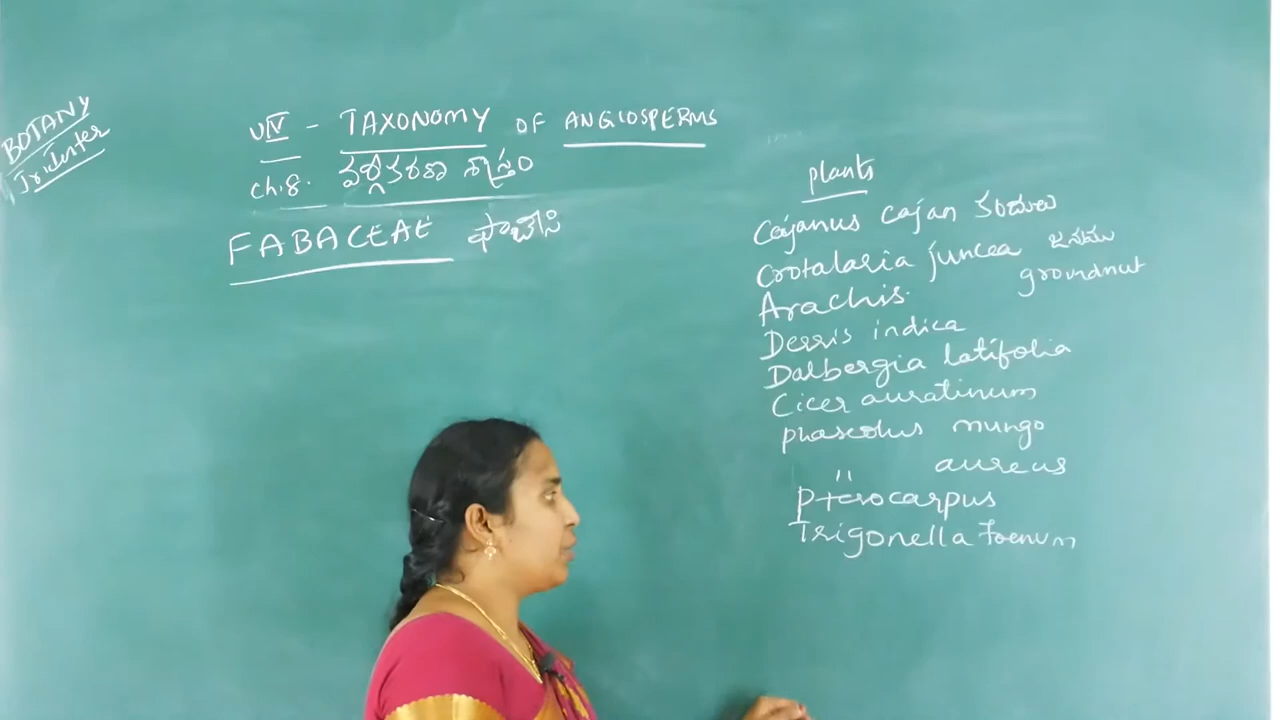 BOTANY
Jr. Inter
UIV - TAXONOMY OF ANGIOSPERMS
ch.8. వర్గీకరణ శాస్త్రం
FABACEAE ఫాబేసి
plants
Cajanus cajan కందులు
Crotalaria juncea జనుము
Arachis. groundnut
Derris indica
Dalbergia latifolia
Cicer auratinum
phaseolus mungo
" aureus
pterocarpus
Trigonella foenum